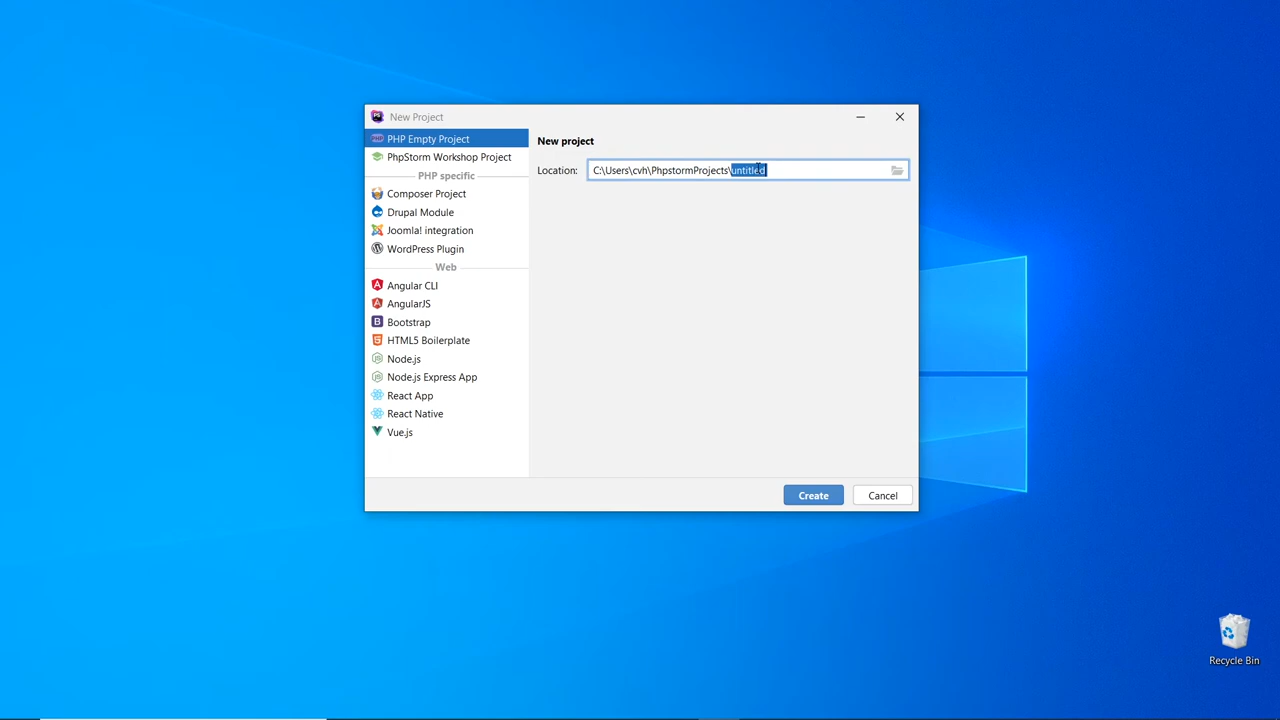 New Project
PHP Empty Project
PhpStorm Workshop Project
PHP specific
Composer Project
Drupal Module
Joomla! integration
WordPress Plugin
Web
Angular CLI
AngularJS
Bootstrap
HTML5 Boilerplate
Node.js
Node.js Express App
React App
React Native
Vue.js
New project
Location: C:\Users\cvh\PhpstormProjects\untitled
Create Cancel
Recycle Bin